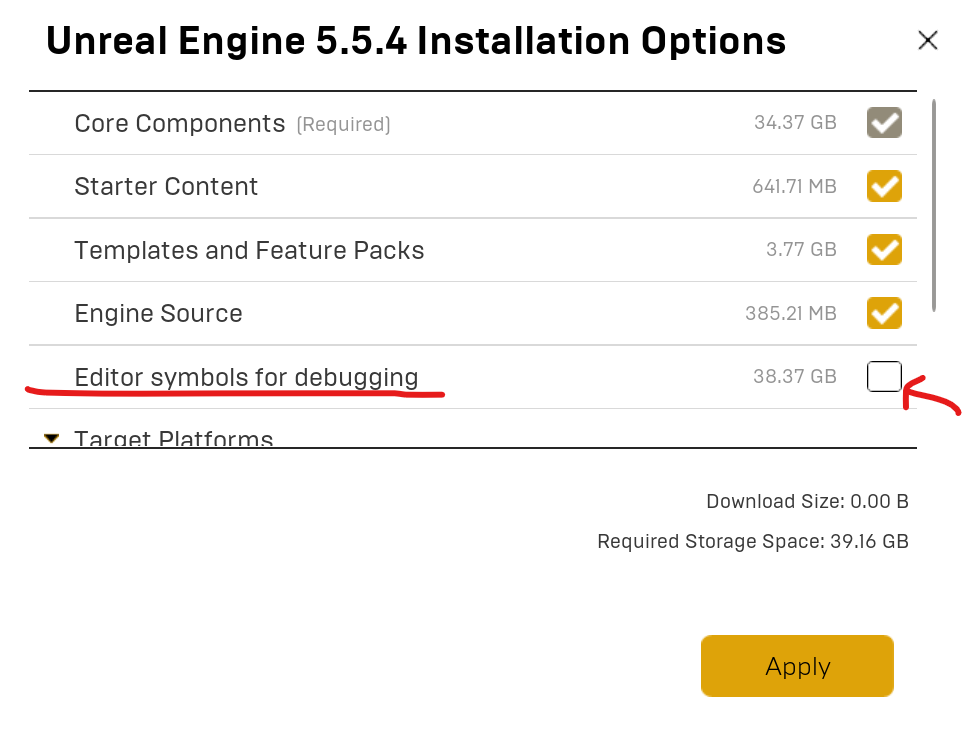 Unreal Engine 5.5.4 Installation Options
Core Components (Required) 34.37 GB
Starter Content 641.71 MB
Templates and Feature Packs 3.77 GB
Engine Source 385.21 MB
Editor symbols for debugging 38.37 GB
Target Platforms
Download Size: 0.00 B
Required Storage Space: 39.16 GB
Apply